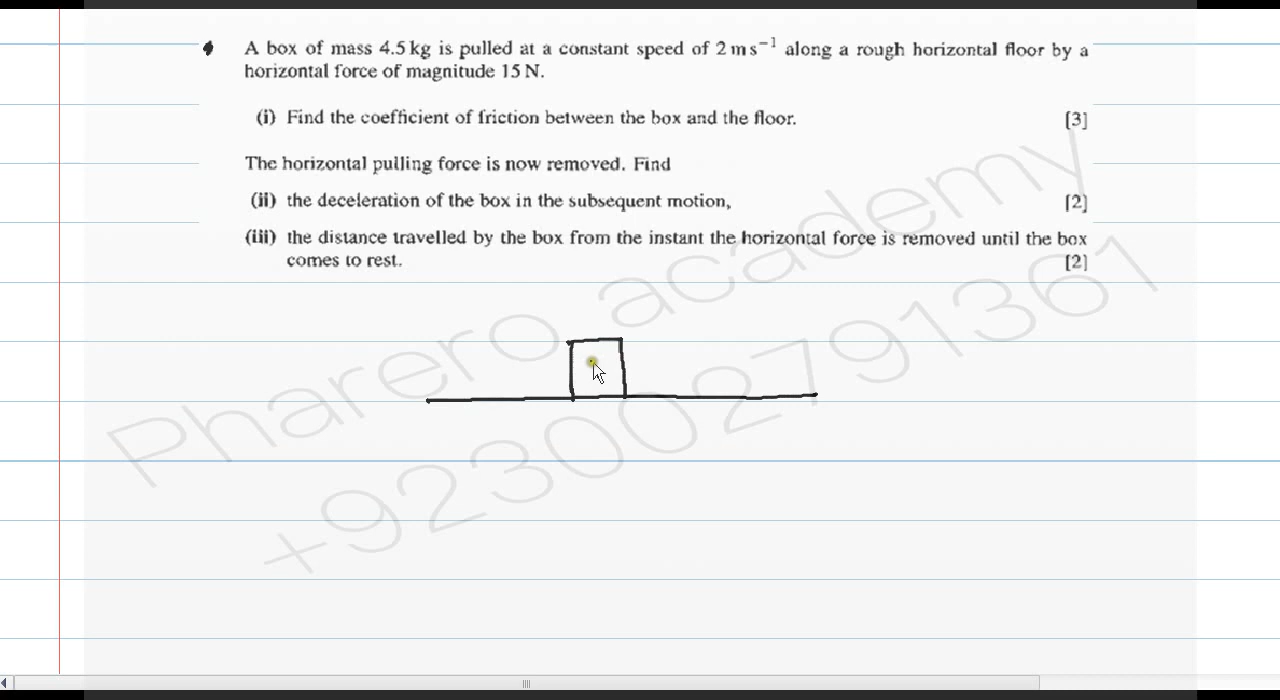 A box of mass 4.5 kg is pulled at a constant speed of 2 m s⁻¹ along a rough horizontal floor by a
horizontal force of magnitude 15 N.
(i) Find the coefficient of friction between the box and the floor. [3]
The horizontal pulling force is now removed. Find
(ii) the deceleration of the box in the subsequent motion, [2]
(iii) the distance travelled by the box from the instant the horizontal force is removed until the box
comes to rest. [2]
Pharero academy
+923002791361